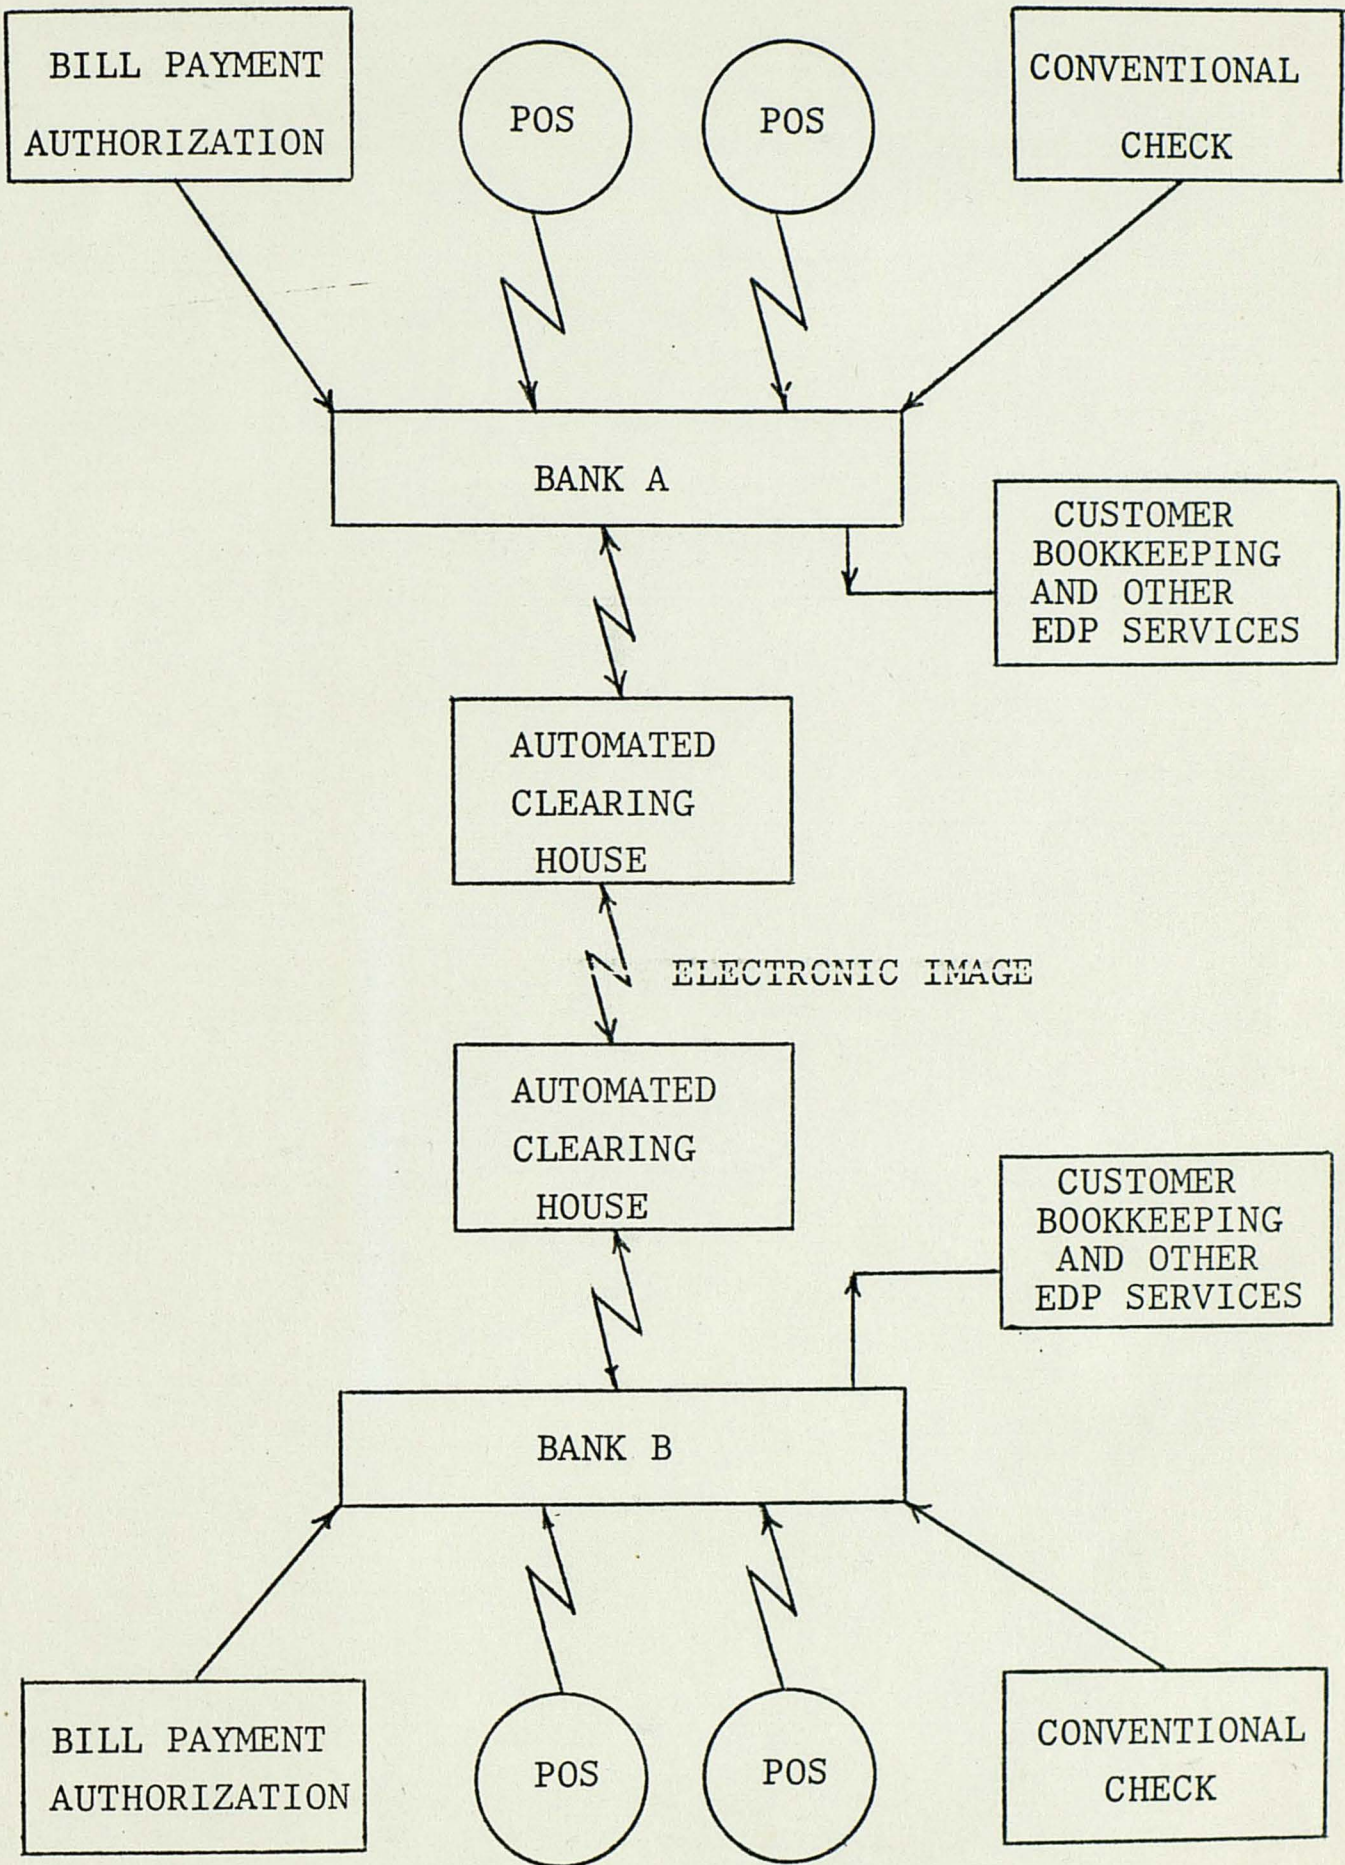 BILL PAYMENT
AUTHORIZATION
POS
POS
CONVENTIONAL
CHECK
BANK A
CUSTOMER
BOOKKEEPING
AND OTHER
EDP SERVICES
AUTOMATED
CLEARING
HOUSE
ELECTRONIC IMAGE
AUTOMATED
CLEARING
HOUSE
CUSTOMER
BOOKKEEPING
AND OTHER
EDP SERVICES
BANK B
BILL PAYMENT
AUTHORIZATION
POS
POS
CONVENTIONAL
CHECK